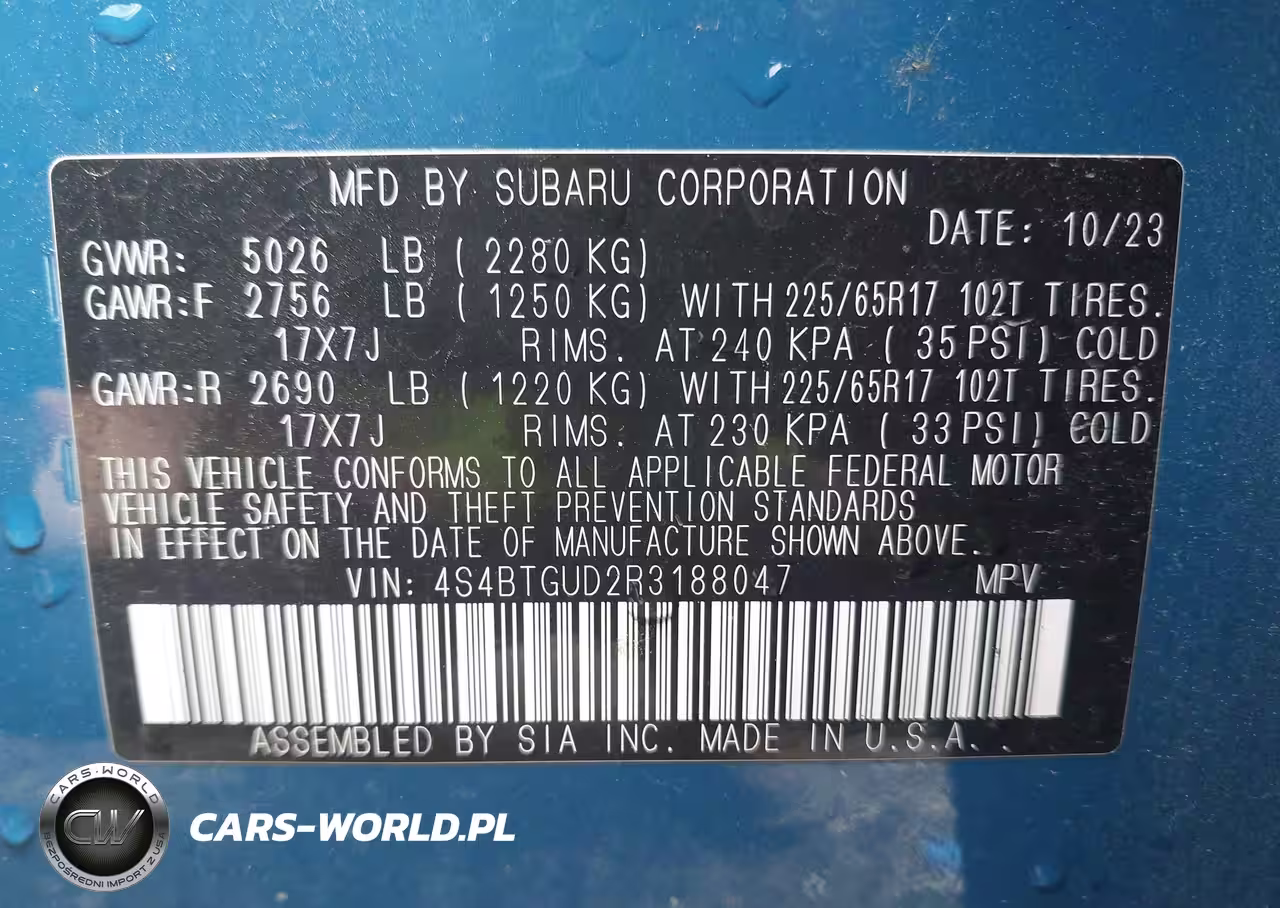 MFD BY SUBARU CORPORATION
DATE: 10/23
GVWR: 5026 LB ( 2280 KG)
GAWR:F 2756 LB ( 1250 KG) WITH 225/65R17 102T TIRES.
17X7J RIMS. AT 240 KPA ( 35 PSI) COLD
GAWR:R 2690 LB ( 1220 KG) WITH 225/65R17 102T TIRES.
17X7J RIMS. AT 230 KPA ( 33 PSI) COLD
THIS VEHICLE CONFORMS TO ALL APPLICABLE FEDERAL MOTOR
VEHICLE SAFETY AND THEFT PREVENTION STANDARDS
IN EFFECT ON THE DATE OF MANUFACTURE SHOWN ABOVE.
VIN: 4S4BTGUD2R3188047 MPV
ASSEMBLED BY SIA INC. MADE IN U.S.A.
CARS-WORLD
CW
BEZPOŚREDNI IMPORT Z USA
CARS-WORLD.PL